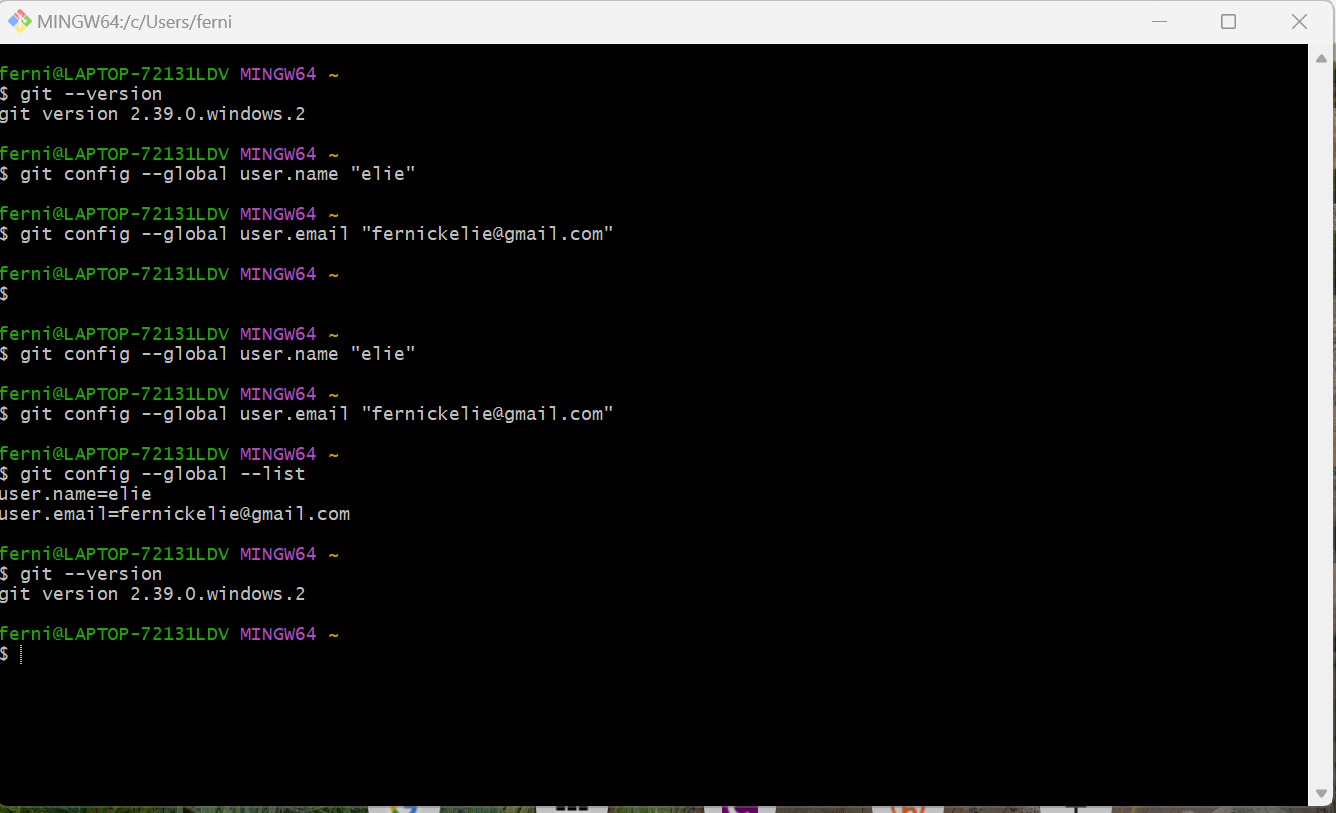 MINGW64:/c/Users/ferni
ferni@LAPTOP-72131LDV MINGW64 ~
$ git --version
git version 2.39.0.windows.2
ferni@LAPTOP-72131LDV MINGW64 ~
$ git config --global user.name "elie"
ferni@LAPTOP-72131LDV MINGW64 ~
$ git config --global user.email "fernickelie@gmail.com"
ferni@LAPTOP-72131LDV MINGW64 ~
$
ferni@LAPTOP-72131LDV MINGW64 ~
$ git config --global user.name "elie"
ferni@LAPTOP-72131LDV MINGW64 ~
$ git config --global user.email "fernickelie@gmail.com"
ferni@LAPTOP-72131LDV MINGW64 ~
$ git config --global --list
user.name=elie
user.email=fernickelie@gmail.com
ferni@LAPTOP-72131LDV MINGW64 ~
$ git --version
git version 2.39.0.windows.2
ferni@LAPTOP-72131LDV MINGW64 ~
$